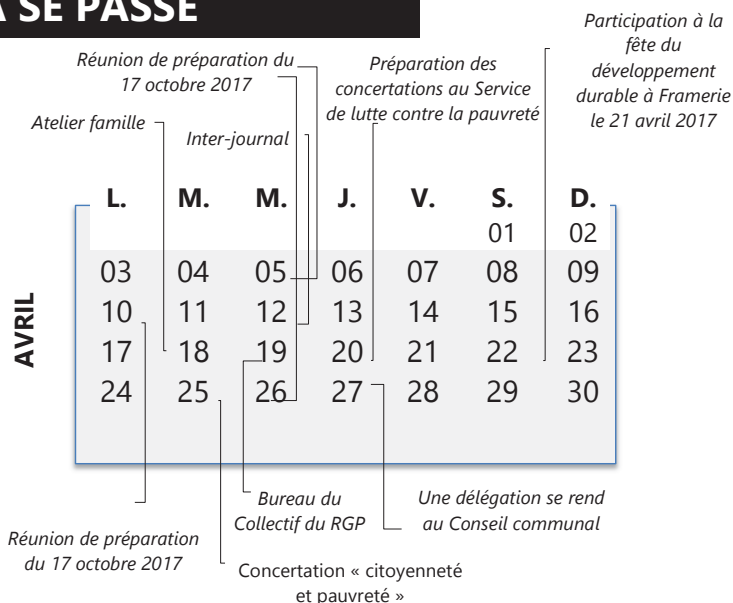 À SE PASSE
Participation à la
fête du
développement
durable à Framerie
le 21 avril 2017
Réunion de préparation du
17 octobre 2017
Préparation des
concertations au Service
de lutte contre la pauvreté
Atelier famille
Inter-journal
L. M. M. J. V. S. D.
01 02
03 04 05 06 07 08 09
10 11 12 13 14 15 16
17 18 19 20 21 22 23
24 25 26 27 28 29 30
AVRIL
Bureau du
Collectif du RGP
Une délégation se rend
au Conseil communal
Réunion de préparation
du 17 octobre 2017
Concertation « citoyenneté
et pauvreté »